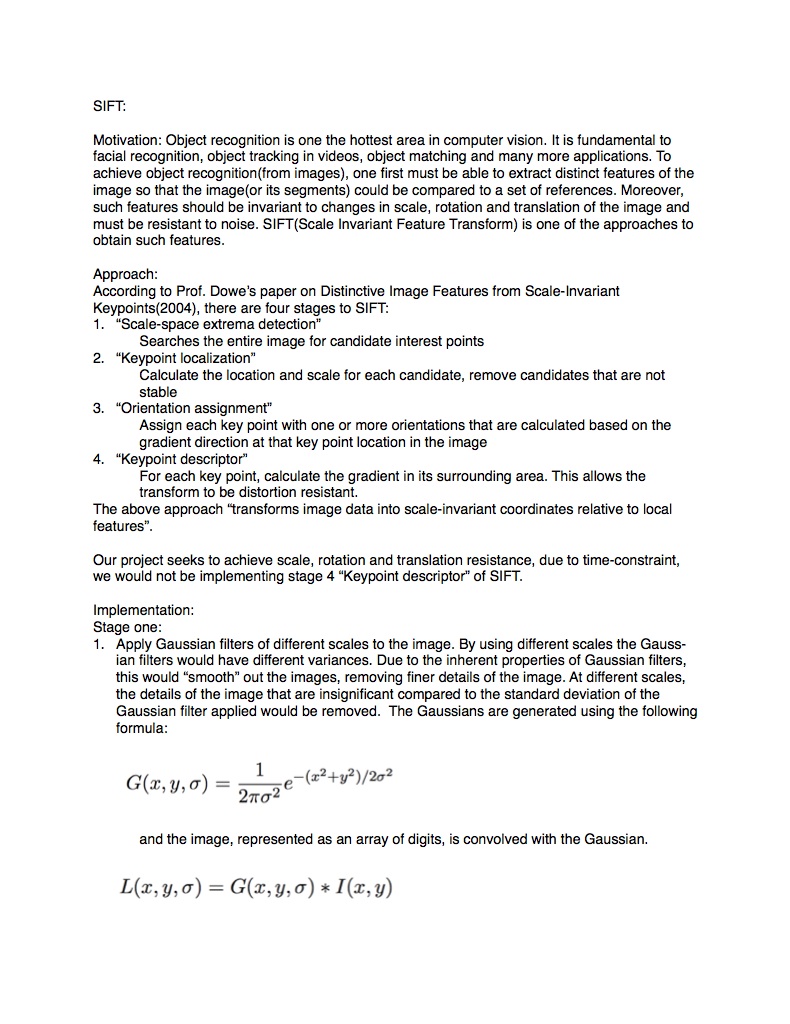 SIFT:
Motivation: Object recognition is one the hottest area in computer vision. It is fundamental to
facial recognition, object tracking in videos, object matching and many more applications. To
achieve object recognition(from images), one first must be able to extract distinct features of the
image so that the image(or its segments) could be compared to a set of references. Moreover,
such features should be invariant to changes in scale, rotation and translation of the image and
must be resistant to noise. SIFT(Scale Invariant Feature Transform) is one of the approaches to
obtain such features.
Approach:
According to Prof. Dowe's paper on Distinctive Image Features from Scale-Invariant
Keypoints(2004), there are four stages to SIFT:
1. “Scale-space extrema detection”
Searches the entire image for candidate interest points
2. “Keypoint localization”
Calculate the location and scale for each candidate, remove candidates that are not
stable
3. “Orientation assignment”
Assign each key point with one or more orientations that are calculated based on the
gradient direction at that key point location in the image
4. “Keypoint descriptor”
For each key point, calculate the gradient in its surrounding area. This allows the
transform to be distortion resistant.
The above approach “transforms image data into scale-invariant coordinates relative to local
features”.
Our project seeks to achieve scale, rotation and translation resistance, due to time-constraint,
we would not be implementing stage 4 “Keypoint descriptor” of SIFT.
Implementation:
Stage one:
1. Apply Gaussian filters of different scales to the image. By using different scales the Gauss-
ian filters would have different variances. Due to the inherent properties of Gaussian filters,
this would “smooth” out the images, removing finer details of the image. At different scales,
the details of the image that are insignificant compared to the standard deviation of the
Gaussian filter applied would be removed. The Gaussians are generated using the following
formula:
G(x, y, σ) = 1/(2πσ²) e^−(x²+y²)/2σ²
and the image, represented as an array of digits, is convolved with the Gaussian.
L(x, y, σ) = G(x, y, σ) * I(x, y)